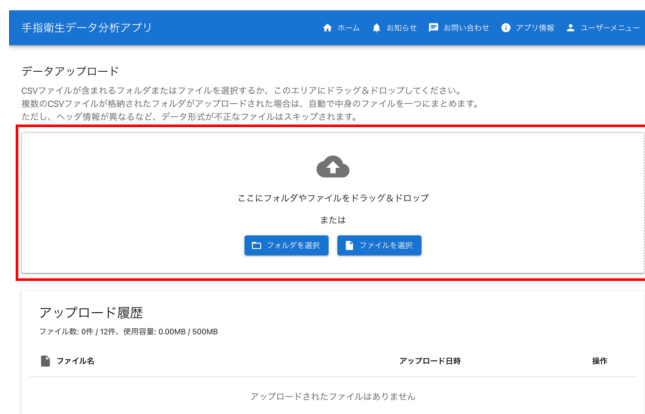 手指衛生データ分析アプリ
ホーム お知らせ お問い合わせ アプリ情報 ユーザーメニュー
データアップロード
CSVファイルが含まれるフォルダまたはファイルを選択するか、このエリアにドラッグ&ドロップしてください。
複数のCSVファイルが格納されたフォルダがアップロードされた場合は、自動で中身のファイルを一つにまとめます。
ただし、ヘッダ情報が異なるなど、データ形式が不正なファイルはスキップされます。
ここにフォルダやファイルをドラッグ&ドロップ
または
フォルダを選択 ファイルを選択
アップロード履歴
ファイル数: 0件 / 12件、使用容量: 0.00MB / 500MB
ファイル名 アップロード日時 操作
アップロードされたファイルはありません